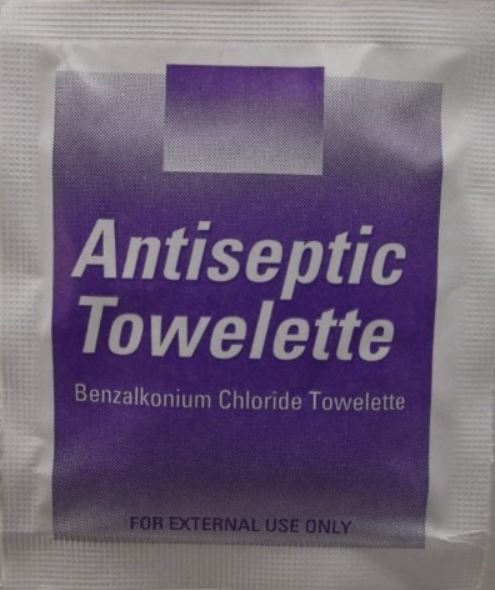 Antiseptic
Towelette
Benzalkonium Chloride Towelette
FOR EXTERNAL USE ONLY